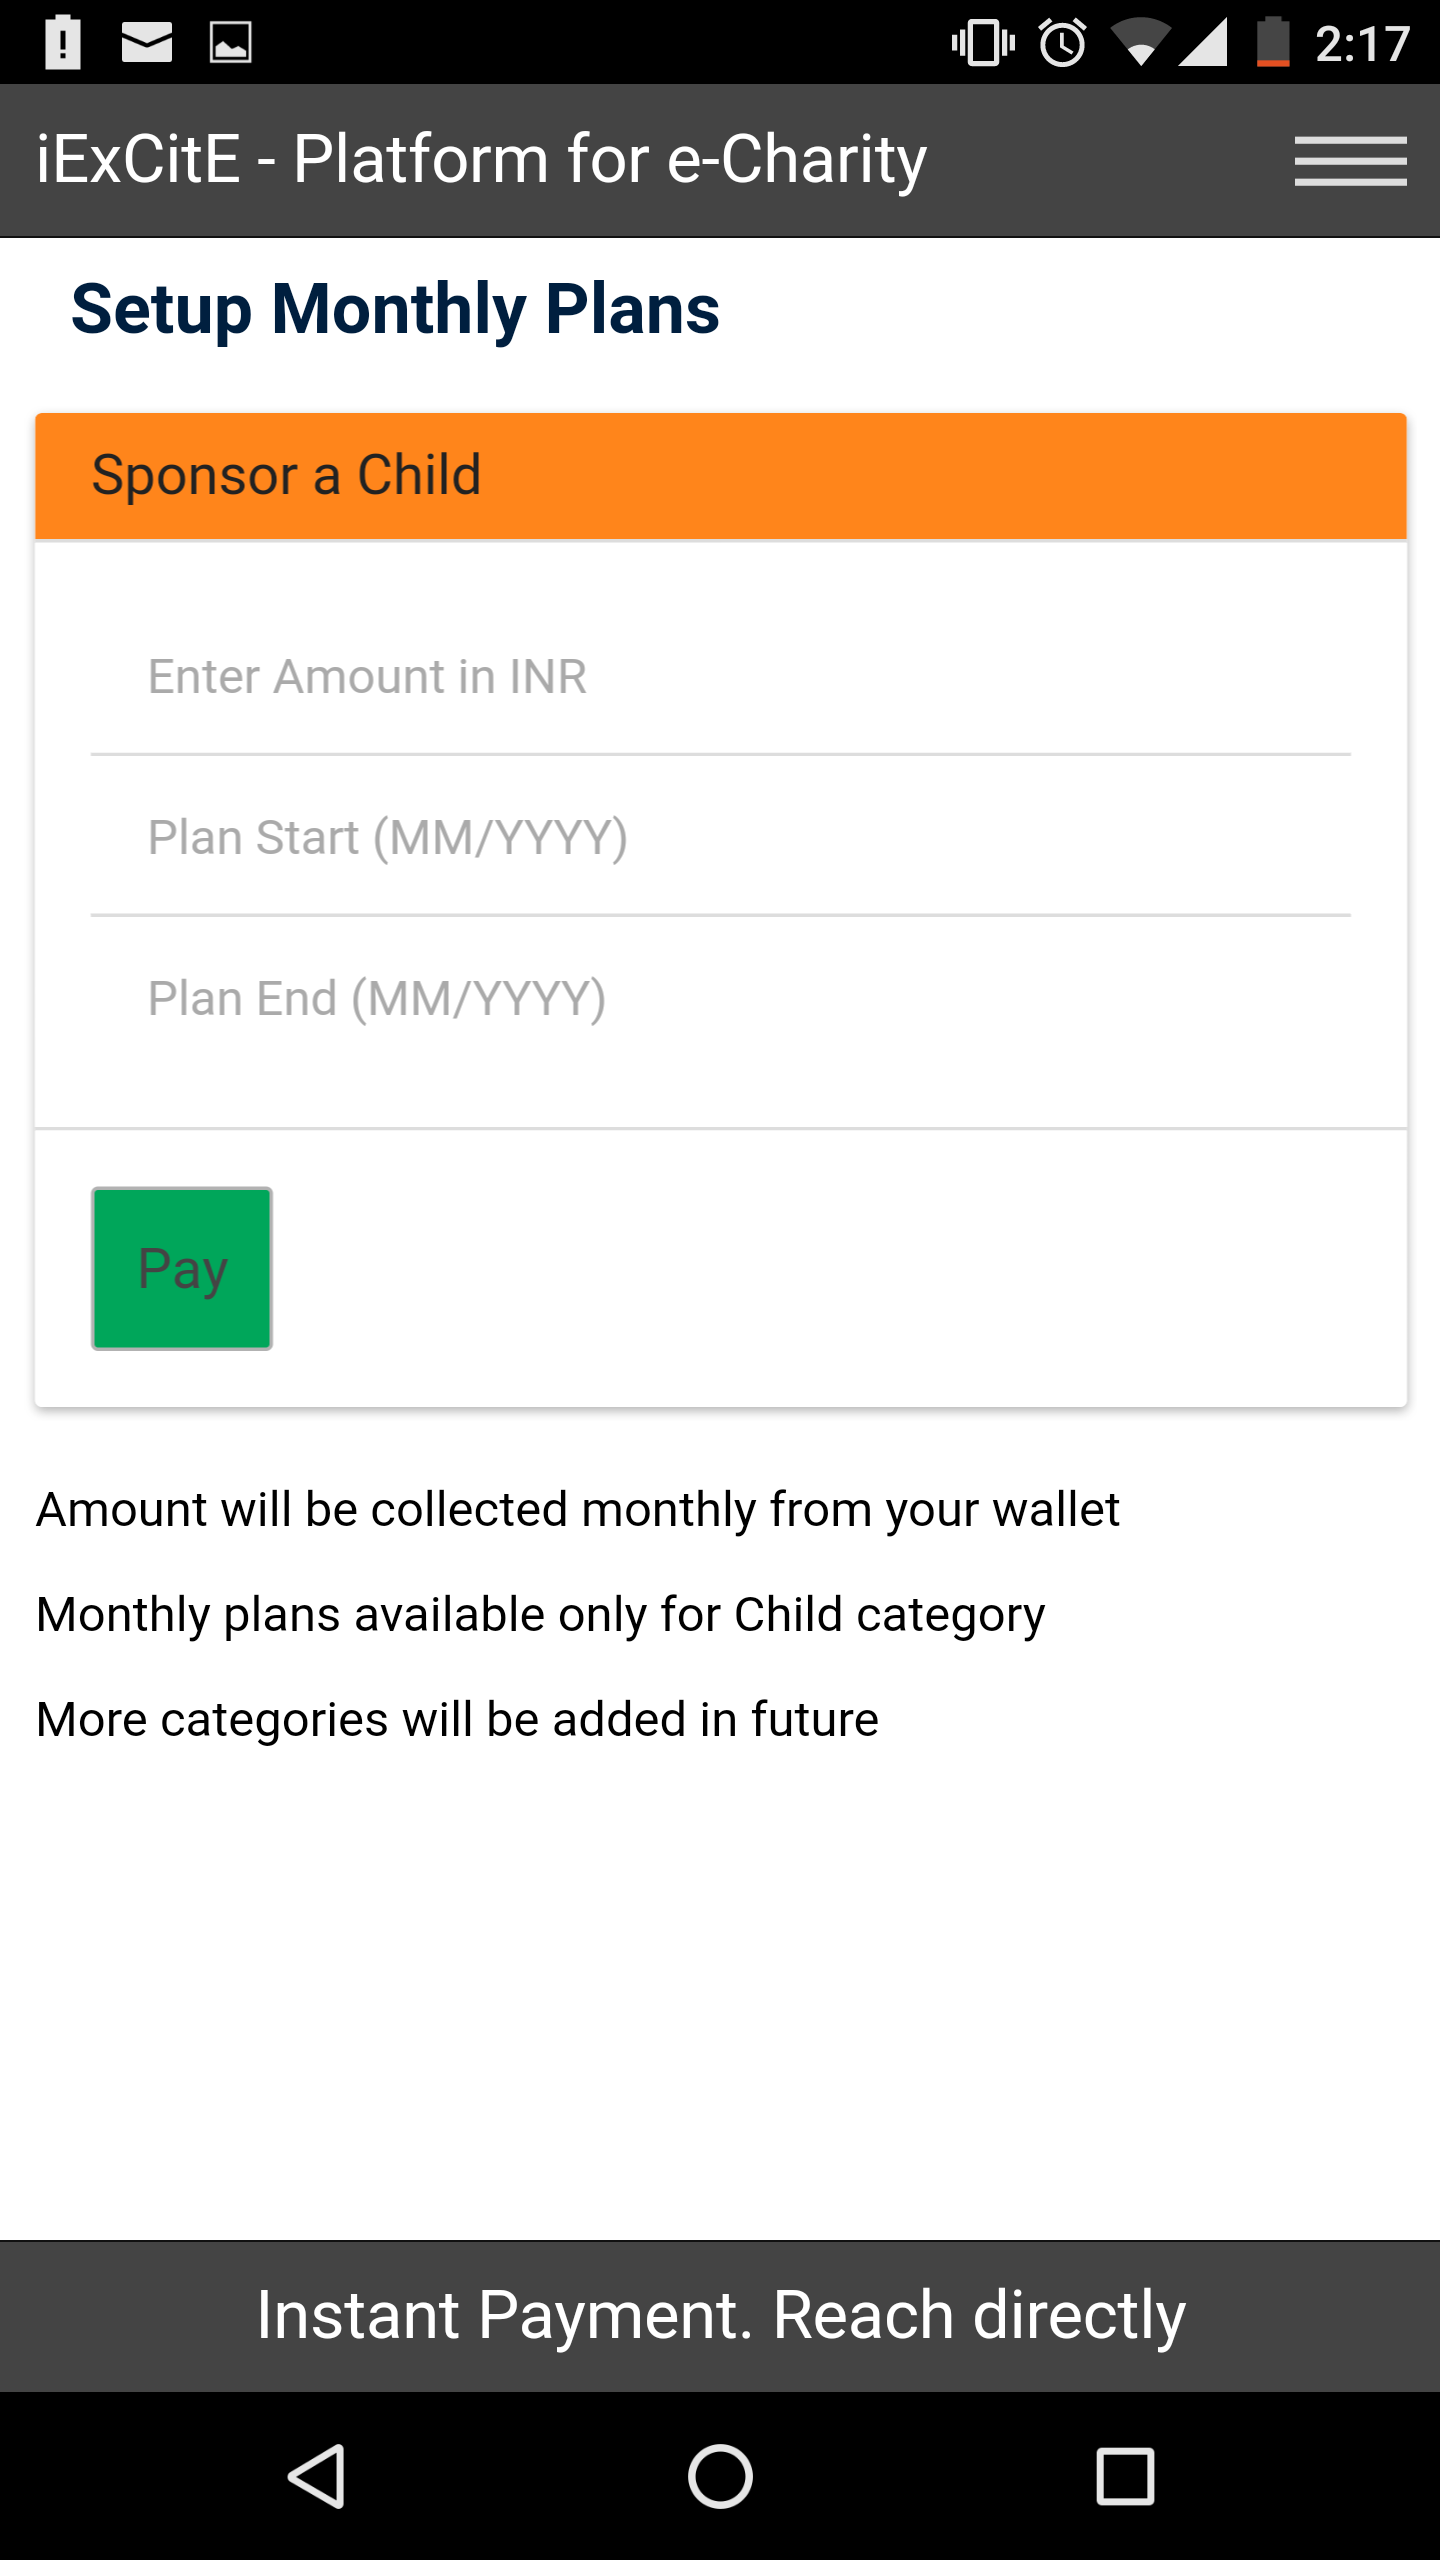 2:17
iExCitE - Platform for e-Charity
Setup Monthly Plans
Sponsor a Child
Enter Amount in INR
Plan Start (MM/YYYY)
Plan End (MM/YYYY)
Pay
Amount will be collected monthly from your wallet
Monthly plans available only for Child category
More categories will be added in future
Instant Payment. Reach directly